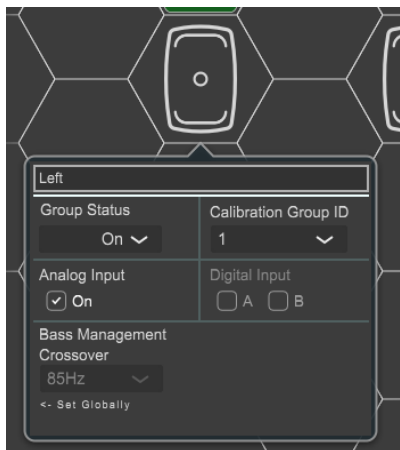 Left
Group Status
Calibration Group ID
On
1
Analog Input
Digital Input
On
A
B
Bass Management
Crossover
85Hz
<- Set Globally